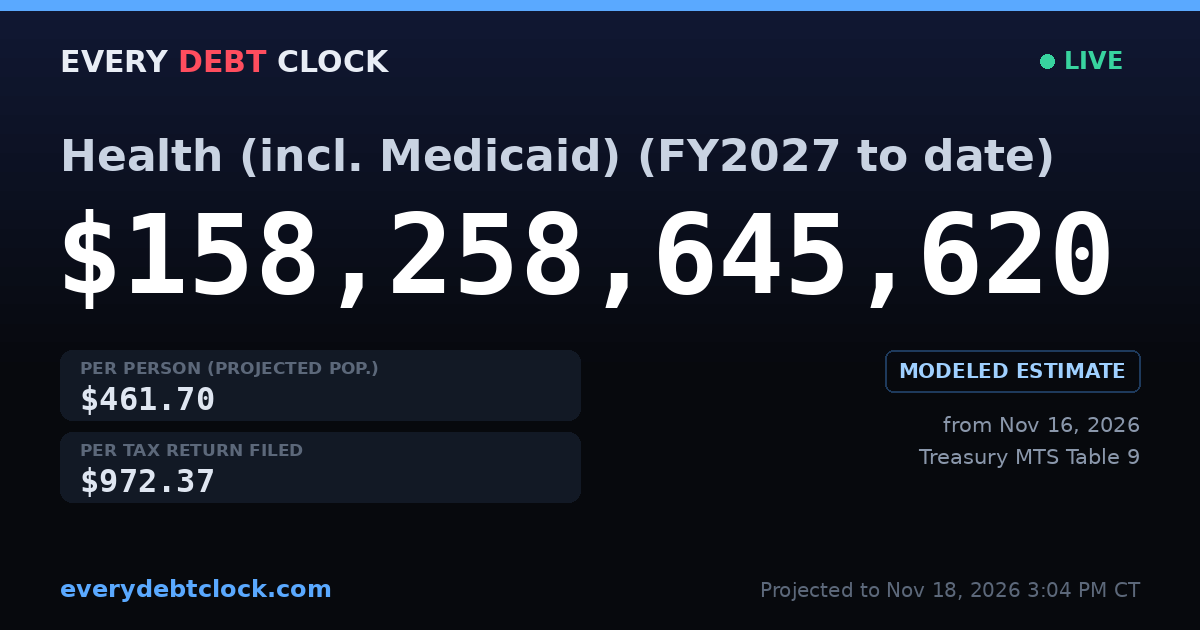 EVERY DEBT CLOCK
LIVE
Health (incl. Medicaid) (FY2027 to date)
$158,258,645,620
PER PERSON (PROJECTED POP.)
$461.70
PER TAX RETURN FILED
$972.37
MODELED ESTIMATE
from Nov 16, 2026
Treasury MTS Table 9
everydebtclock.com
Projected to Nov 18, 2026 3:04 PM CT